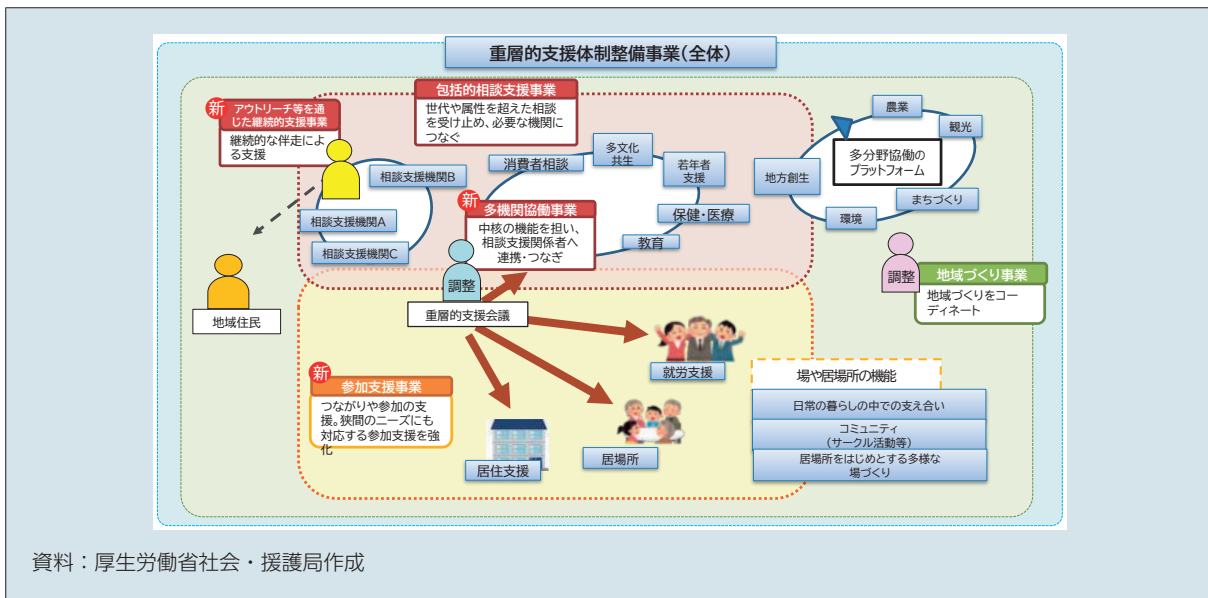 重層的支援体制整備事業(全体)
新
アウトリーチ等を通
じた継続的支援事業
継続的な伴走によ
る支援
包括的相談支援事業
世代や属性を超えた相談
を受け止め、必要な機関に
つなぐ
相談支援機関B
相談支援機関A
相談支援機関C
消費者相談
多文化
共生
若年者
支援
保健・医療
教育
新
多機関協働事業
中核の機能を担い、
相談支援関係者へ
連携・つなぎ
農業
観光
多分野協働の
プラットフォーム
地方創生
まちづくり
環境
調整
地域づくり事業
地域づくりをコー
ディネート
地域住民
調整
重層的支援会議
就労支援
新
参加支援事業
つながりや参加の支
援。狭間のニーズにも
対応する参加支援を強
化
居住支援
居場所
場や居場所の機能
日常の暮らしの中での支え合い
コミュニティ
(サークル活動等)
居場所をはじめとする多様な
場づくり
資料:厚生労働省社会・援護局作成